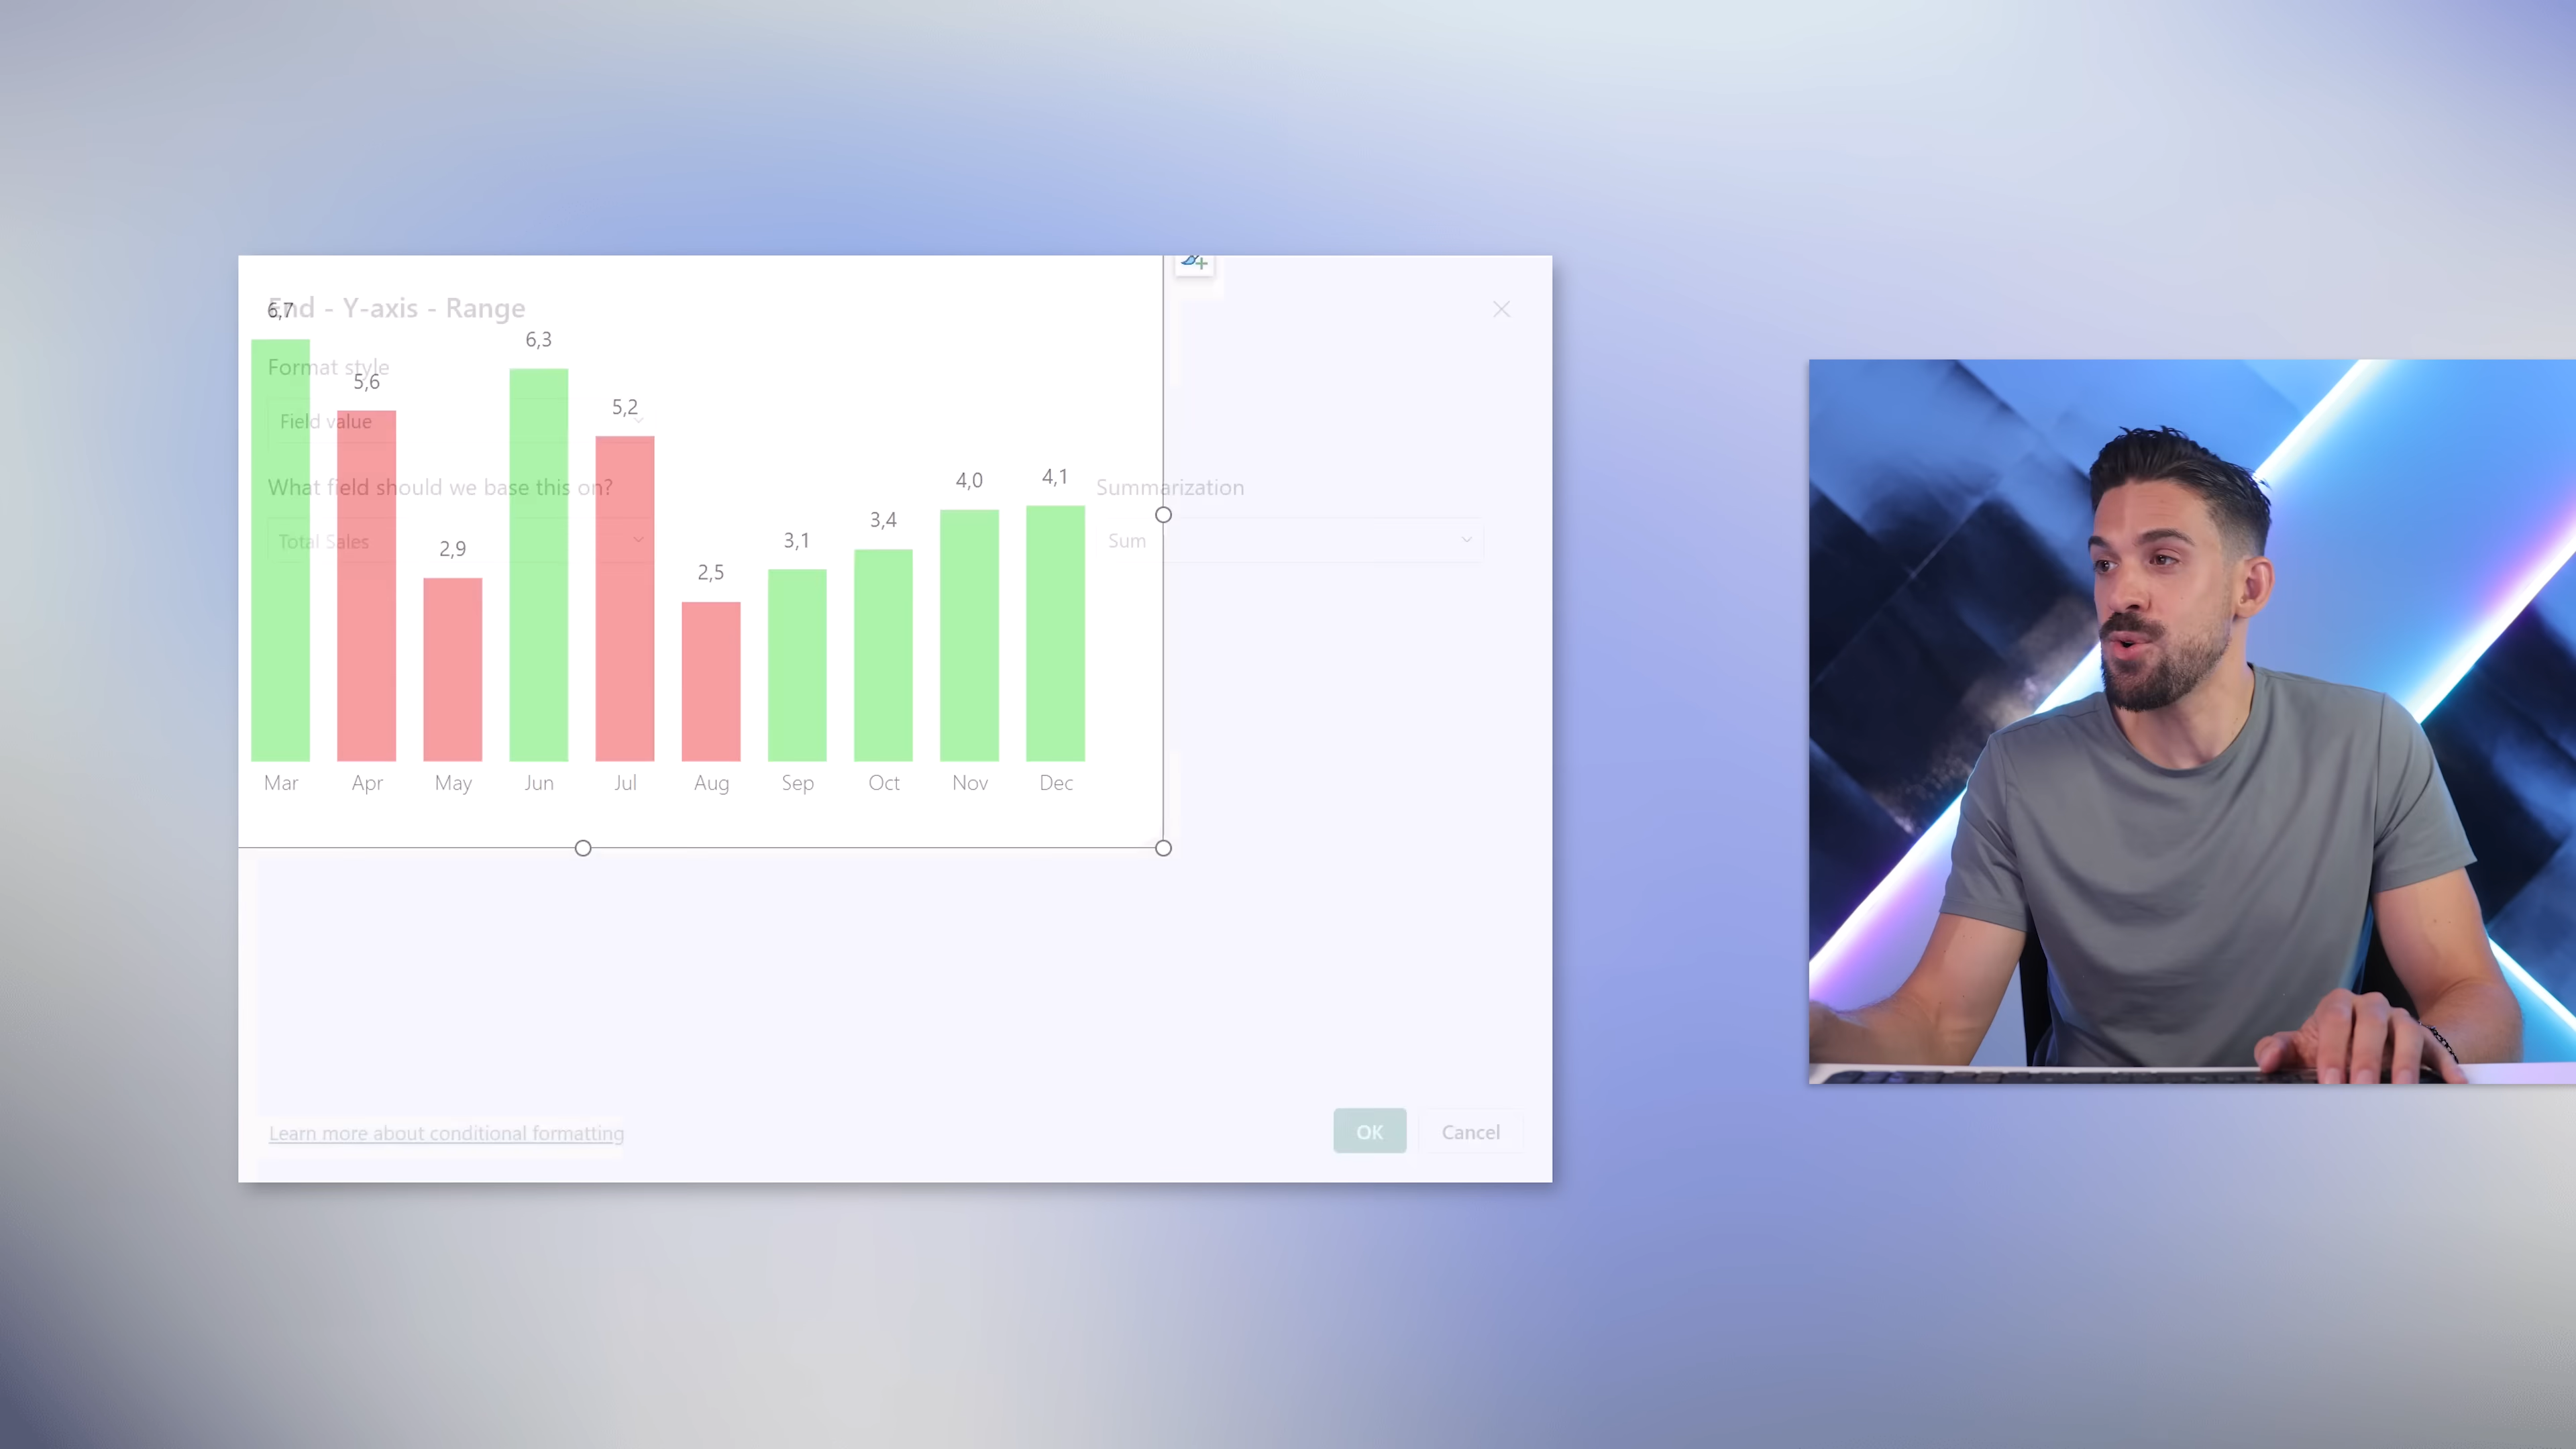 End - Y-axis - Range
6,7
6,3
Format style
5,6
5,2
Field value
4,0
4,1
What field should we base this on?
Summarization
3,4
3,1
Total Sales
Sum
2,9
2,5
Mar Apr May Jun Jul Aug Sep Oct Nov Dec
Learn more about conditional formatting
OK Cancel